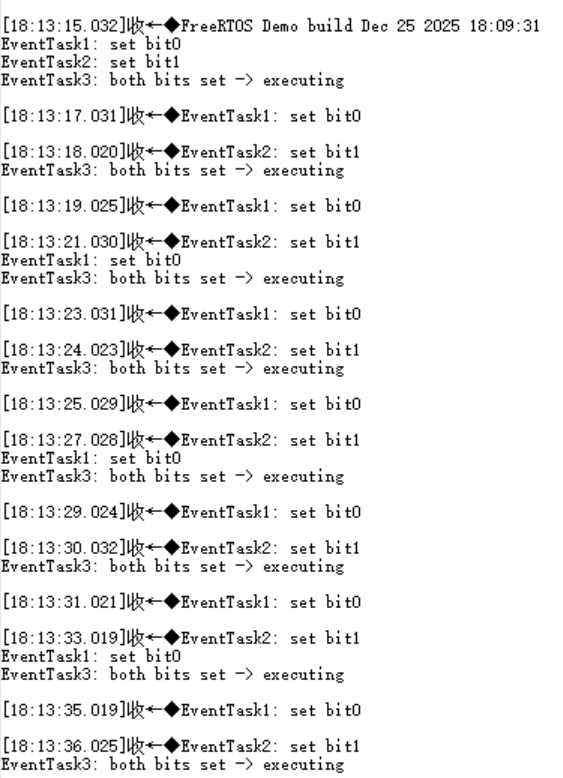 [18:13:15.032]收←◆FreeRTOS Demo build Dec 25 2025 18:09:31
EventTask1: set bit0
EventTask2: set bit1
EventTask3: both bits set -> executing
[18:13:17.031]收←◆EventTask1: set bit0
[18:13:18.020]收←◆EventTask2: set bit1
EventTask3: both bits set -> executing
[18:13:19.025]收←◆EventTask1: set bit0
[18:13:21.030]收←◆EventTask2: set bit1
EventTask1: set bit0
EventTask3: both bits set -> executing
[18:13:23.031]收←◆EventTask1: set bit0
[18:13:24.023]收←◆EventTask2: set bit1
EventTask3: both bits set -> executing
[18:13:25.029]收←◆EventTask1: set bit0
[18:13:27.028]收←◆EventTask2: set bit1
EventTask1: set bit0
EventTask3: both bits set -> executing
[18:13:29.024]收←◆EventTask1: set bit0
[18:13:30.032]收←◆EventTask2: set bit1
EventTask3: both bits set -> executing
[18:13:31.021]收←◆EventTask1: set bit0
[18:13:33.019]收←◆EventTask2: set bit1
EventTask1: set bit0
EventTask3: both bits set -> executing
[18:13:35.019]收←◆EventTask1: set bit0
[18:13:36.025]收←◆EventTask2: set bit1
EventTask3: both bits set -> executing